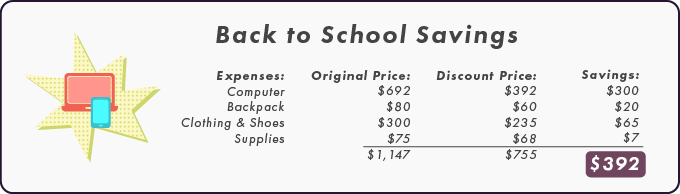 Back to School Savings
Expenses: Original Price: Discount Price: Savings:
Computer $692 $392 $300
Backpack $80 $60 $20
Clothing & Shoes $300 $235 $65
Supplies $75 $68 $7
$1,147 $755 $392